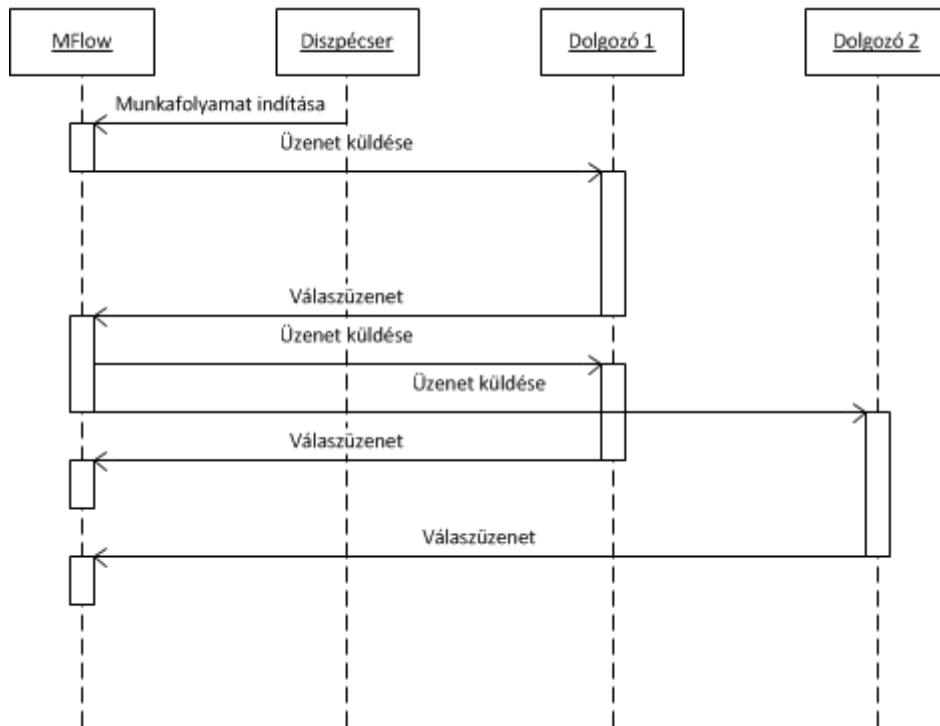 MFlow
Diszpécser
Dolgozó 1
Dolgozó 2
Munkafolyamat indítása
Üzenet küldése
Válaszüzenet
Üzenet küldése
Üzenet küldése
Válaszüzenet
Válaszüzenet